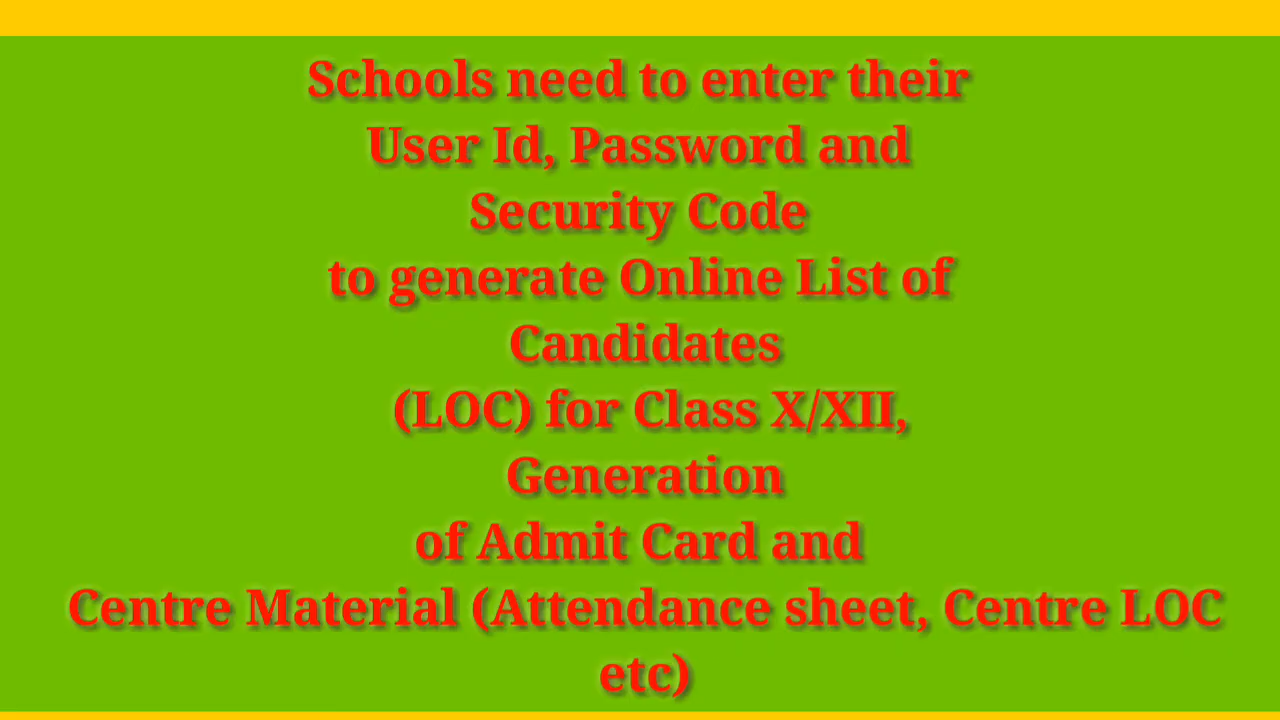 Schools need to enter their
User Id, Password and
Security Code
to generate Online List of
Candidates
(LOC) for Class X/XII,
Generation
of Admit Card and
Centre Material (Attendance sheet, Centre LOC
etc)